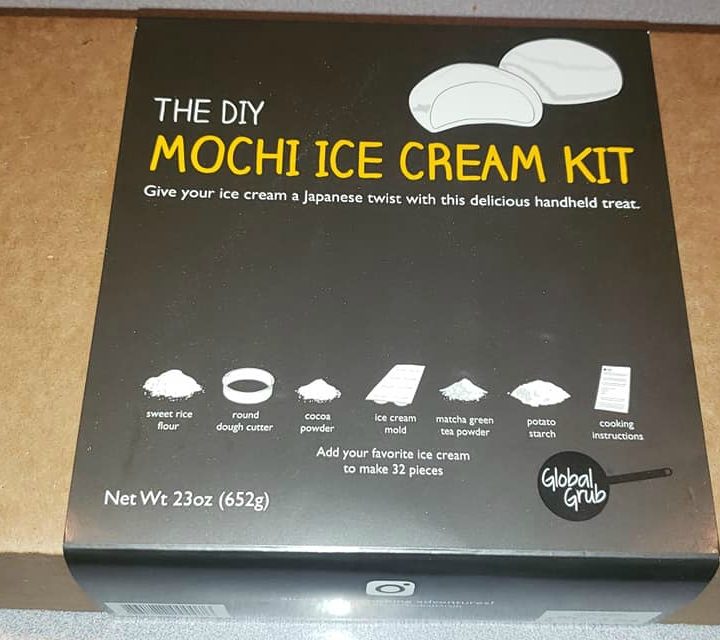 THE DIY
MOCHI ICE CREAM KIT
Give your ice cream a Japanese twist with this delicious handheld treat.
sweet rice
flour
round
dough cutter
cocoa
powder
ice cream
mold
matcha green
tea powder
potato
starch
cooking
instructions
Add your favorite ice cream
to make 32 pieces
Net Wt 23oz (652g)
Global
Grub
adventures!